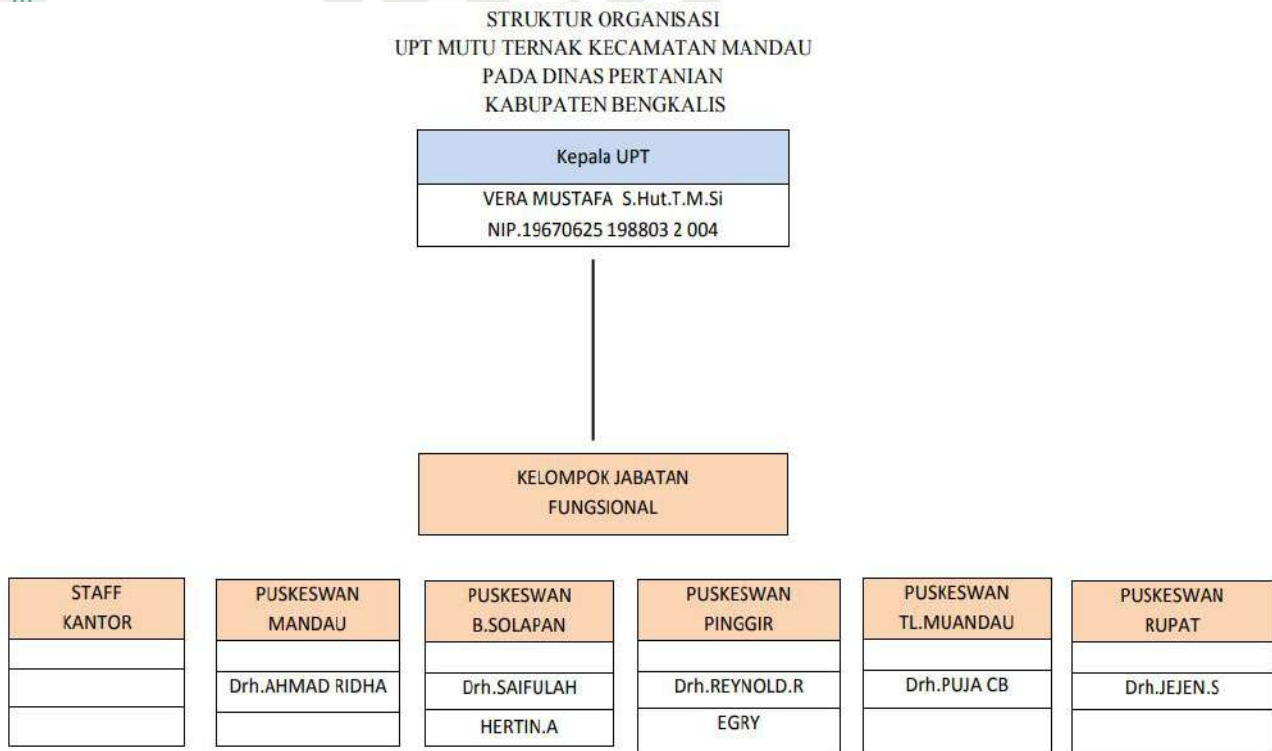 STRUKTUR ORGANISASI
UPT MUTU TERNAK KECAMATAN MANDAU
PADA DINAS PERTANIAN
KABUPATEN BENGKALIS
Kepala UPT
VERA MUSTAFA S.Hut.T.M.Si
NIP.19670625 198803 2 004
KELOMPOK JABATAN
FUNGSIONAL
STAFF
KANTOR
PUSKESWAN
MANDAU
Drh.AHMAD RIDHA
PUSKESWAN
B.SOLAPAN
Drh.SAIFULAH
HERTIN.A
PUSKESWAN
PINGGIR
Drh.REYNOLD.R
EGRY
PUSKESWAN
TL.MUANDAU
Drh.PUJA CB
PUSKESWAN
RUPAT
Drh.JEJEN.S